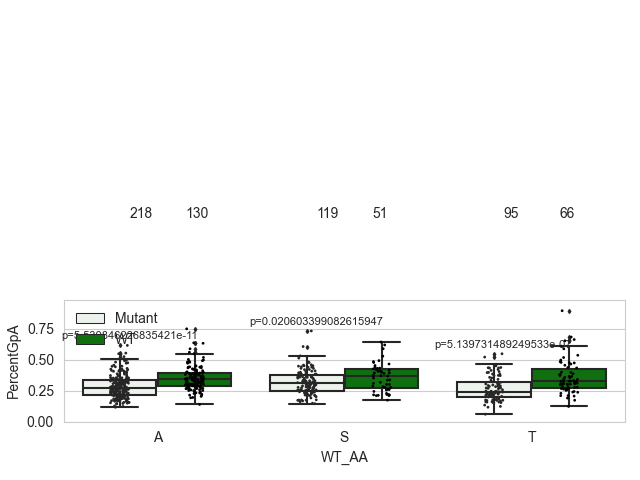 218 130 119 51 95 66
Mutant
WT
p=0.020603399082615947
0.75
0.50
0.25
0.00
PercentGpA
A S T
WT_AA